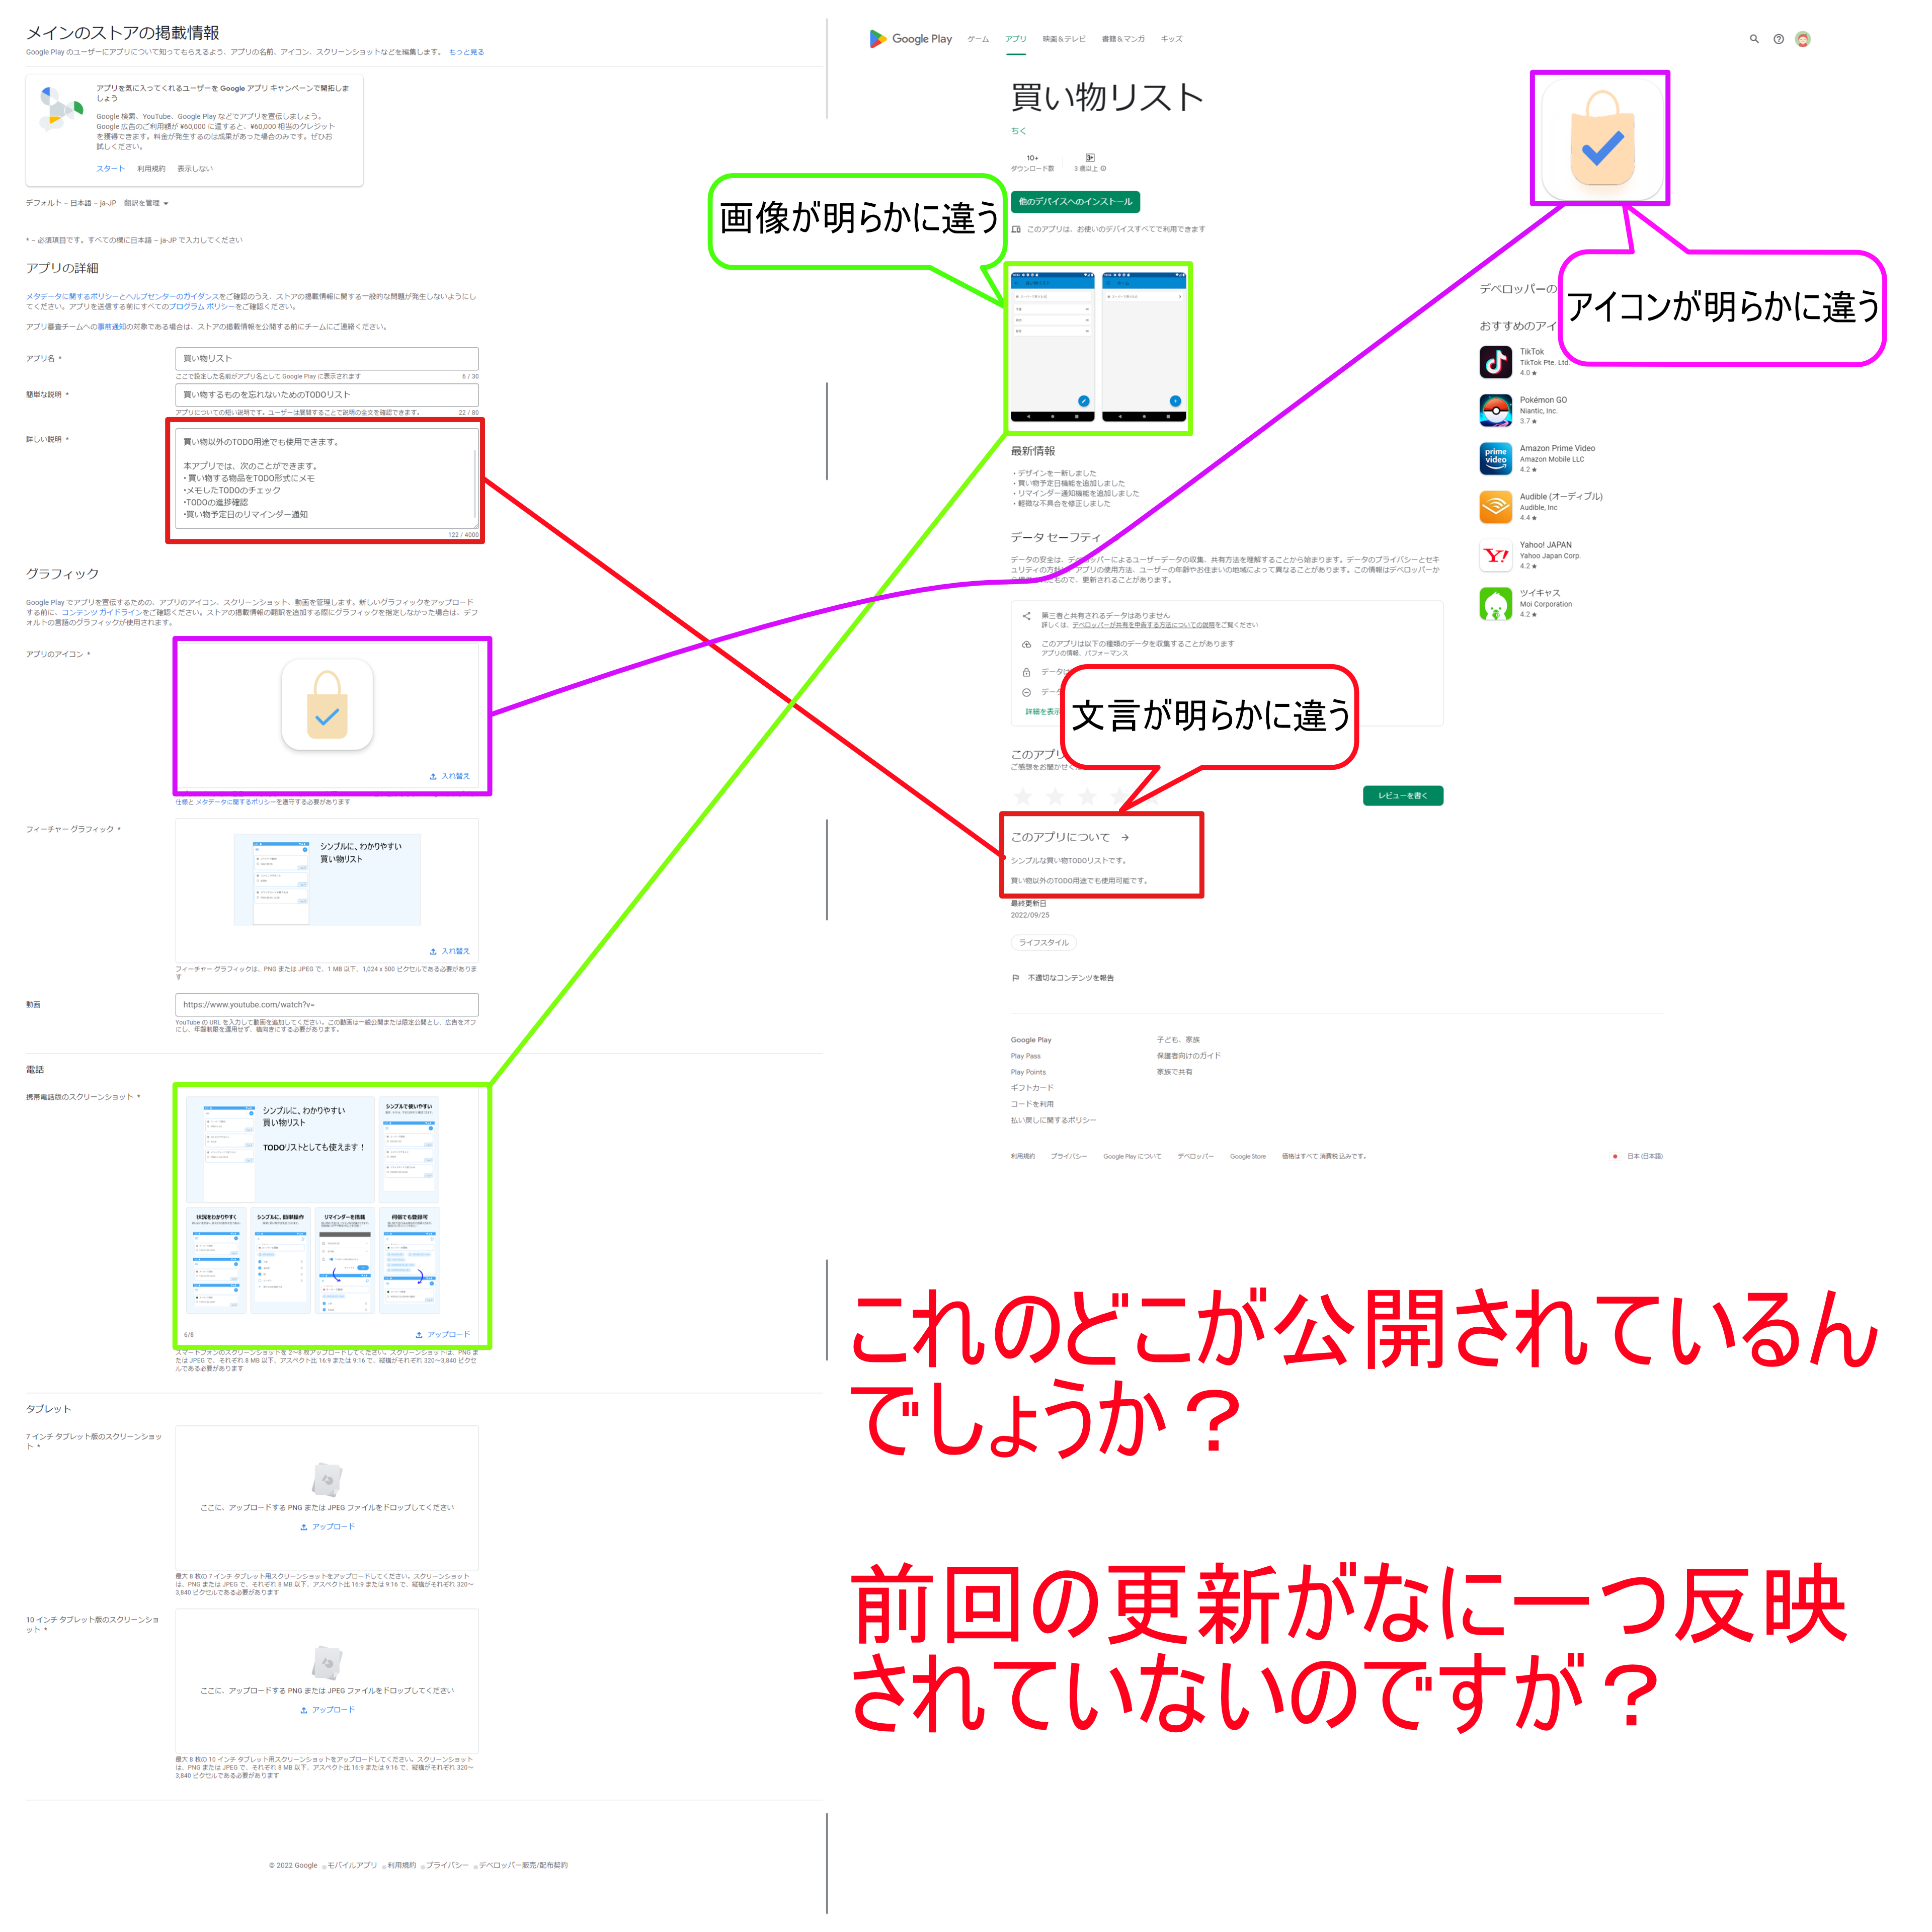 メインのストアの掲載情報
Google Play のユーザーにアプリについて知ってもらえるよう、アプリの名前、アイコン、スクリーンショットなどを編集します。 もっと見る
アプリを気に入ってくれるユーザーを Google アプリ キャンペーンで開拓しま
しょう
Google 検索、YouTube、Google Play などでアプリを宣伝しましょう。
Google 広告のご利用額が ¥60,000 に達すると、¥60,000 相当のクレジット
を獲得できます。料金が発生するのは成果があった場合のみです。ぜひお
試しください。
スタート 利用規約 表示しない
デフォルト – 日本語 – ja-JP 翻訳を管理
* – 必須項目です。すべての欄に日本語 – ja-JP で入力してください
アプリの詳細
メタデータに関するポリシーとヘルプセンターのガイダンスをご確認のうえ、ストアの掲載情報に関する一般的な問題が発生しないようにし
てください。アプリを送信する前にすべてのプログラム ポリシーをご確認ください。
アプリ審査チームへの事前通知の対象である場合は、ストアの掲載情報を公開する前にチームにご連絡ください。
アプリ名 *
買い物リスト
ここで設定した名前がアプリ名として Google Play に表示されます 6 / 30
簡単な説明 *
買い物するものを忘れないためのTODOリスト
アプリについての短い説明です。ユーザーは展開することで説明の全文を確認できます。 22 / 80
詳しい説明 *
買い物以外のTODO用途でも使用できます。
本アプリでは、次のことができます。
・買い物する物品をTODO形式にメモ
・メモしたTODOのチェック
・TODOの進捗確認
・買い物予定日のリマインダー通知
122 / 4000
グラフィック
Google Play でアプリを宣伝するための、アプリのアイコン、スクリーンショット、動画を管理します。新しいグラフィックをアップロード
する前に、コンテンツ ガイドラインをご確認ください。ストアの掲載情報の翻訳を追加する際にグラフィックを指定しなかった場合は、デフ
ォルトの言語のグラフィックが使用されます。
アプリのアイコン *
入れ替え
仕様と メタデータに関するポリシーを遵守する必要があります
フィーチャー グラフィック *
シンプルに、わかりやすい
買い物リスト
入れ替え
フィーチャー グラフィックは、PNG または JPEG で、1 MB 以下、1,024 x 500 ピクセルである必要がありま
す
動画
https://www.youtube.com/watch?v=
YouTube の URL を入力して動画を追加してください。この動画は一般公開または限定公開とし、広告をオフ
にし、年齢制限を適用せず、横向きにする必要があります。
電話
携帯電話版のスクリーンショット *
シンプルに、わかりやすい
買い物リスト
TODOリストとしても使えます！
シンプルで使いやすい
状況をわかりやすく
シンプルに、簡単操作
リマインダーを搭載
何個でも登録可
6/8
アップロード
スマートフォンのスクリーンショットを 2~8 枚アップロードしてください。スクリーンショットは、PNG ま
たは JPEG で、それぞれ 8 MB 以下、アスペクト比 16:9 または 9:16 で、縦横がそれぞれ 320~3,840 ピクセ
ルである必要があります
タブレット
7 インチ タブレット版のスクリーンショッ
ト *
ここに、アップロードする PNG または JPEG ファイルをドロップしてください
アップロード
最大 8 枚の 7 インチ タブレット用スクリーンショットをアップロードしてください。スクリーンショット
は、PNG または JPEG で、それぞれ 8 MB 以下、アスペクト比 16:9 または 9:16 で、縦横がそれぞれ 320~
3,840 ピクセルである必要があります
10 インチ タブレット版のスクリーンショ
ット *
ここに、アップロードする PNG または JPEG ファイルをドロップしてください
アップロード
最大 8 枚の 10 インチ タブレット用スクリーンショットをアップロードしてください。スクリーンショット
は、PNG または JPEG で、それぞれ 8 MB 以下、アスペクト比 16:9 または 9:16 で、縦横がそれぞれ 320~
3,840 ピクセルである必要があります
© 2022 Google モバイルアプリ 利用規約 プライバシー デベロッパー販売/配布契約
Google Play ゲーム アプリ 映画＆テレビ 書籍＆マンガ キッズ
買い物リスト
ちく
10+
ダウンロード数
3+
3 歳以上
画像が明らかに違う
他のデバイスへのインストール
このアプリは、お使いのデバイスすべてで利用できます
アイコンが明らかに違う
買い物リスト
ホーム
最新情報
・デザインを一新しました
・買い物予定日機能を追加しました
・リマインダー通知機能を追加しました
・軽微な不具合を修正しました
データ セーフティ
データの安全は、デベロッパーによるユーザーデータの収集、共有方法を理解することから始まります。データのプライバシーとセキ
ュリティの方針は、アプリの使用方法、ユーザーの年齢やお住まいの地域によって異なることがあります。この情報はデベロッパーか
もので、更新されることがあります。
第三者と共有されるデータはありません
詳しくは、デベロッパーが共有を申告する方法についての説明をご覧ください
このアプリは以下の種類のデータを収集することがあります
アプリの情報、パフォーマンス
データは
データ
詳細を表示
文言が明らかに違う
このアプリ
ご感想をお聞かせく
レビューを書く
このアプリについて →
シンプルな買い物TODOリストです。
買い物以外のTODO用途でも使用可能です。
最終更新日
2022/09/25
ライフスタイル
不適切なコンテンツを報告
デベロッパーの
おすすめのアイ
TikTok
TikTok Pte. Ltd.
4.0 ★
Pokémon GO
Niantic, Inc.
3.7 ★
prime video
Amazon Prime Video
Amazon Mobile LLC
4.2 ★
Audible (オーディブル)
Audible, Inc
4.4 ★
Y!
Yahoo! JAPAN
Yahoo Japan Corp.
4.2 ★
ツイキャス
Moi Corporation
4.2 ★
Google Play
Play Pass
Play Points
ギフトカード
コードを利用
払い戻しに関するポリシー
子ども、家族
保護者向けのガイド
家族で共有
利用規約 プライバシー Google Play について デベロッパー Google Store 価格はすべて 消費税 込みです。 日本 (日本語)
これのどこが公開されているん
でしょうか？
前回の更新がなに一つ反映
されていないのですが？